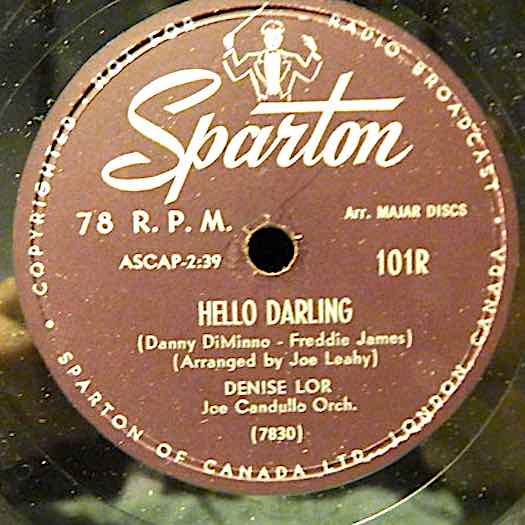 COPYRIGHTED • NOT FOR • RADIO BROADCAST •
Sparton
78 R.P.M.
Arr. MAJAR DISCS
ASCAP-2:39
101R
HELLO DARLING
(Danny DiMinno - Freddie James)
(Arranged by Joe Leahy)
DENISE LOR
Joe Candullo Orch.
(7830)
• SPARTON OF CANADA LTD. LONDON, CANADA •